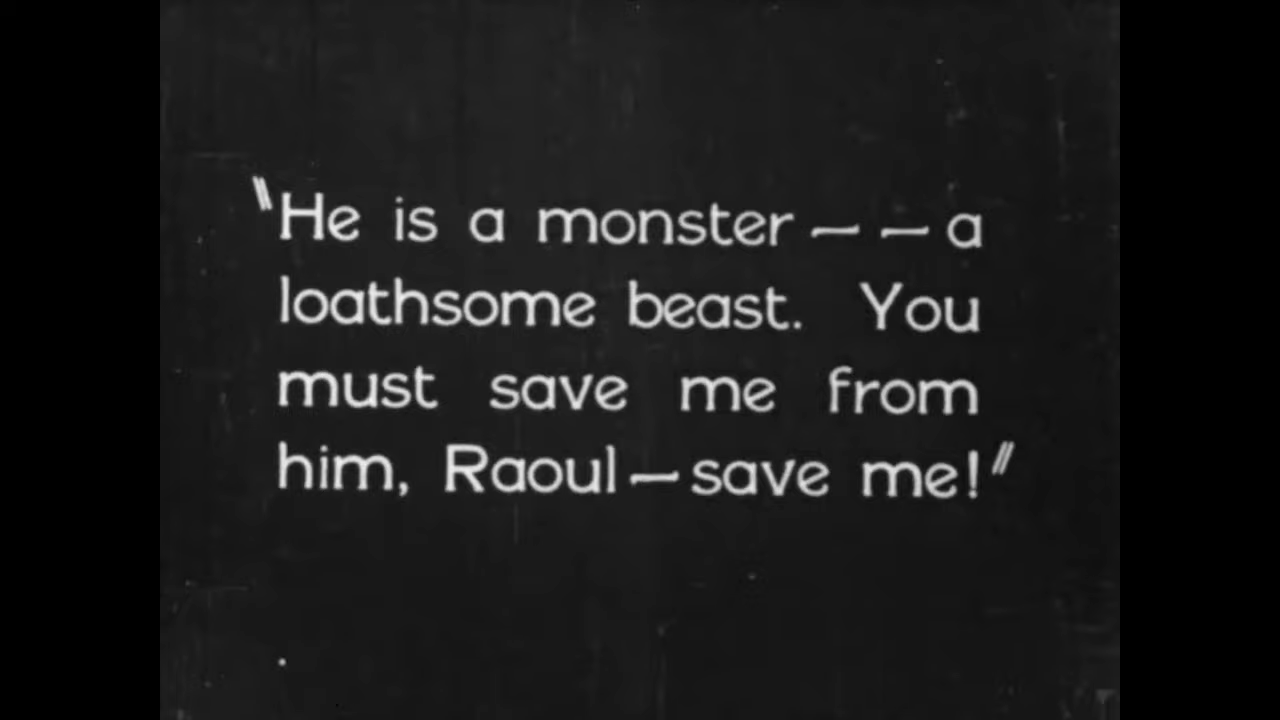 "He is a monster — — a
loathsome beast. You
must save me from
him, Raoul — save me!"